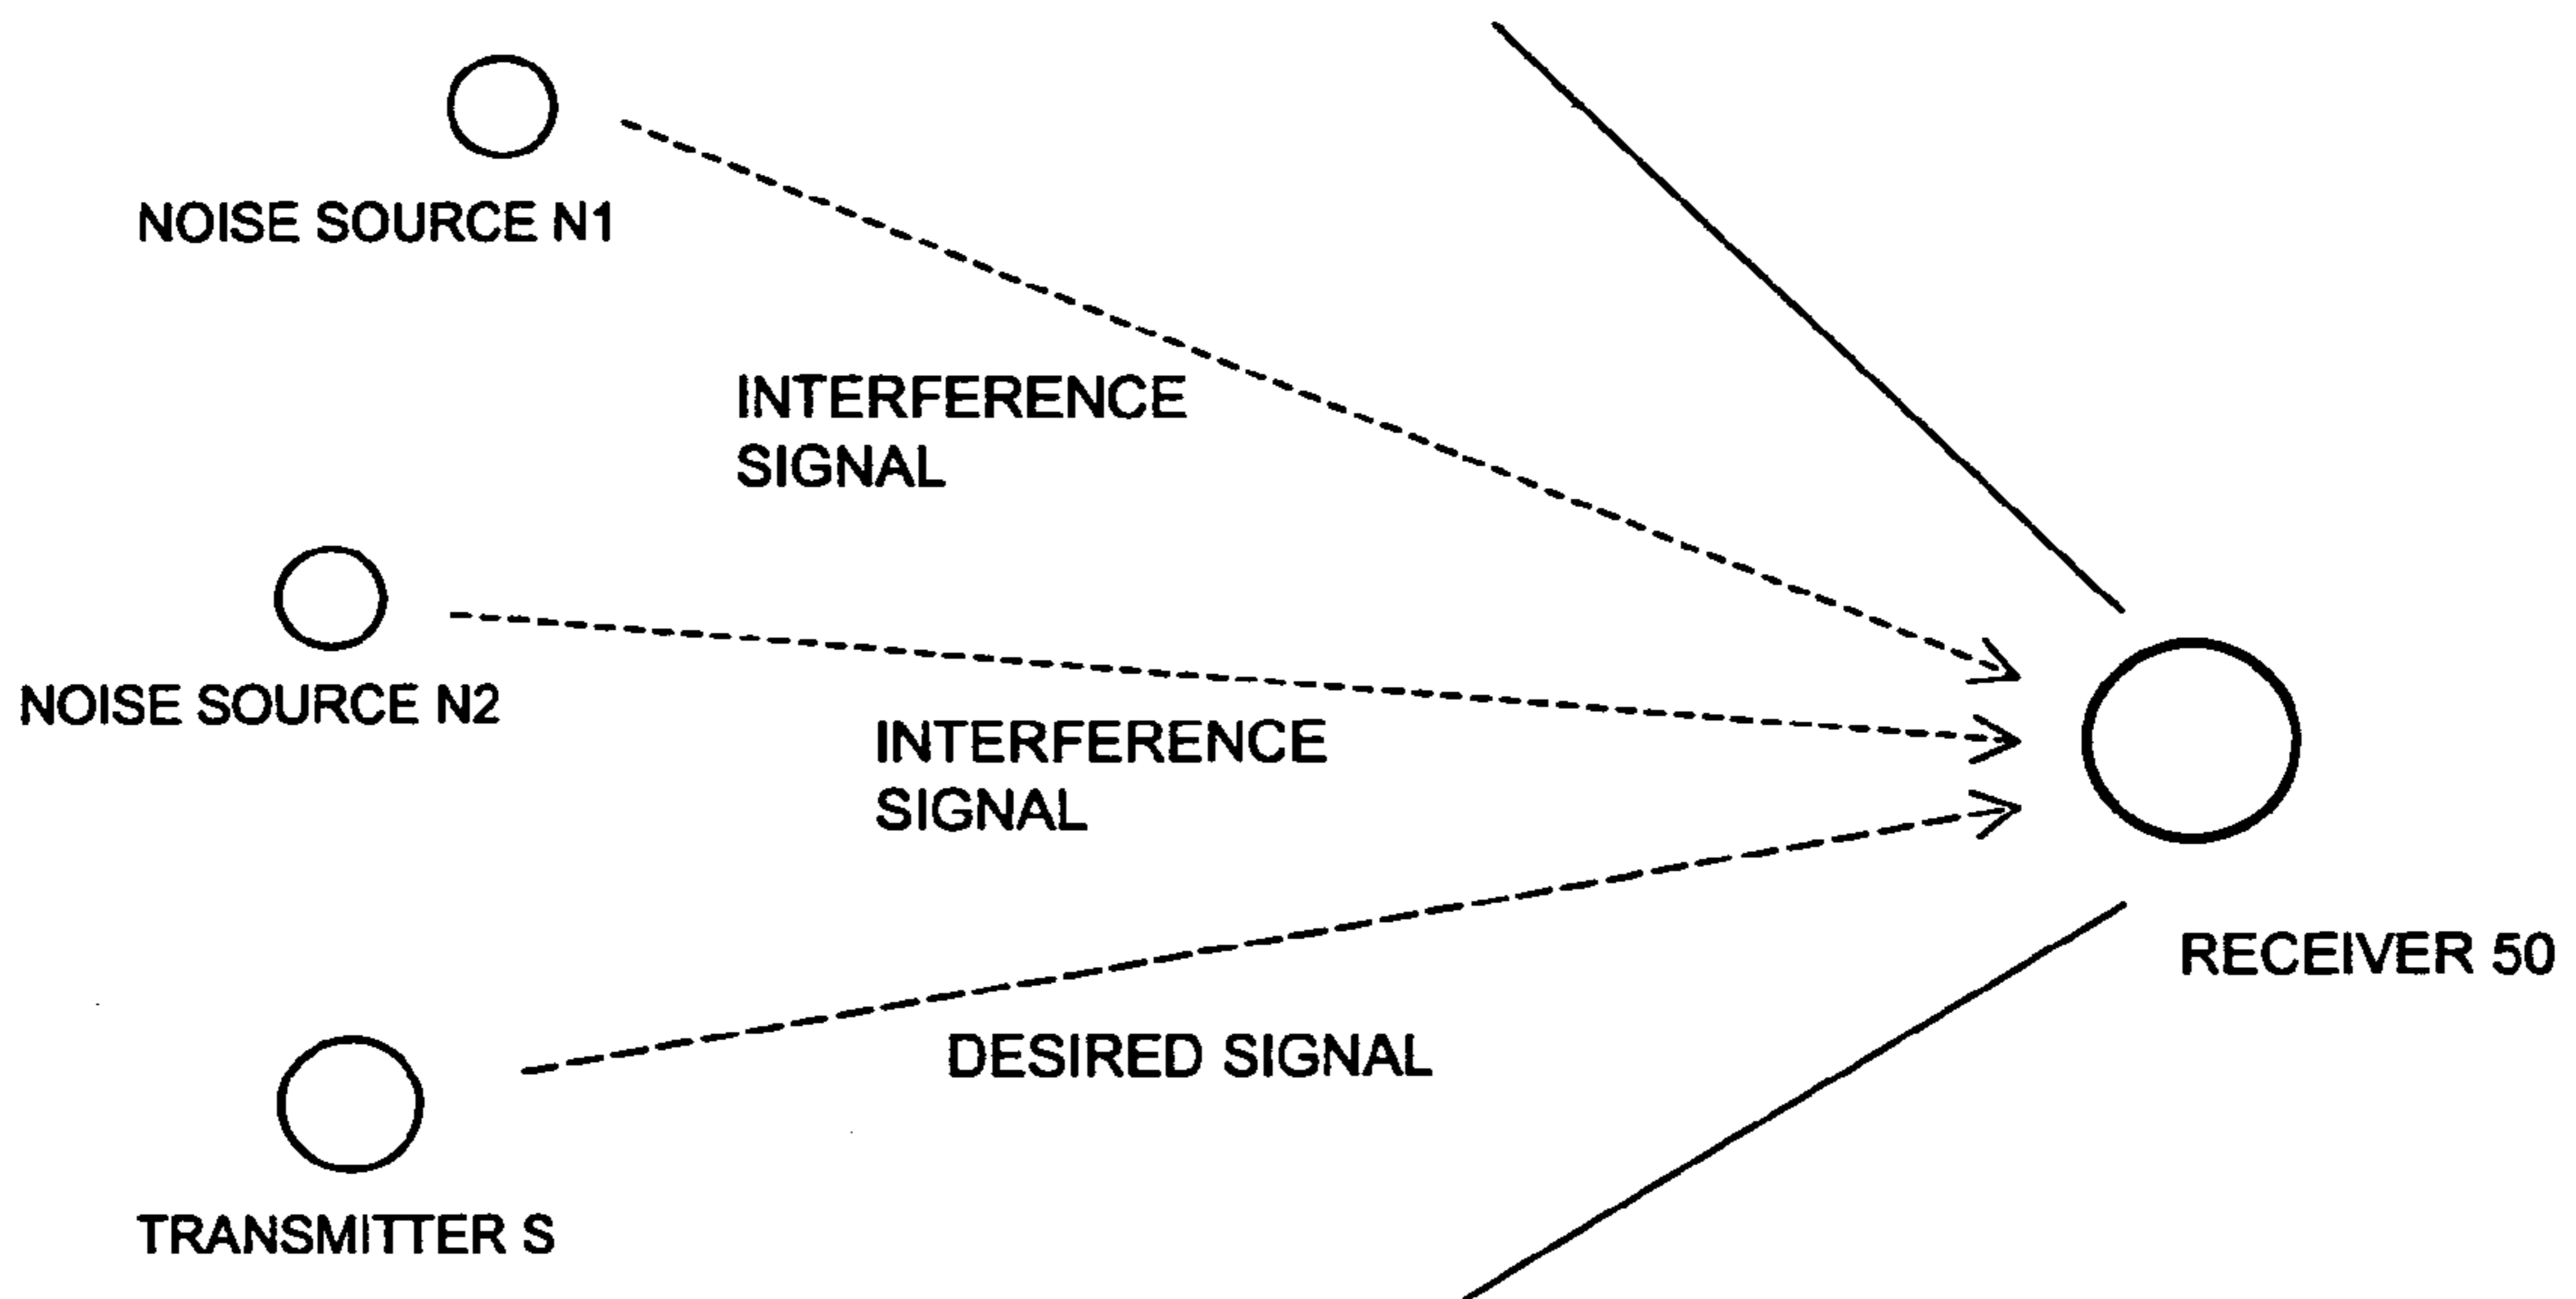 NOISE SOURCE N1
INTERFERENCE
SIGNAL
NOISE SOURCE N2
INTERFERENCE
SIGNAL
RECEIVER 50
DESIRED SIGNAL
TRANSMITTER S